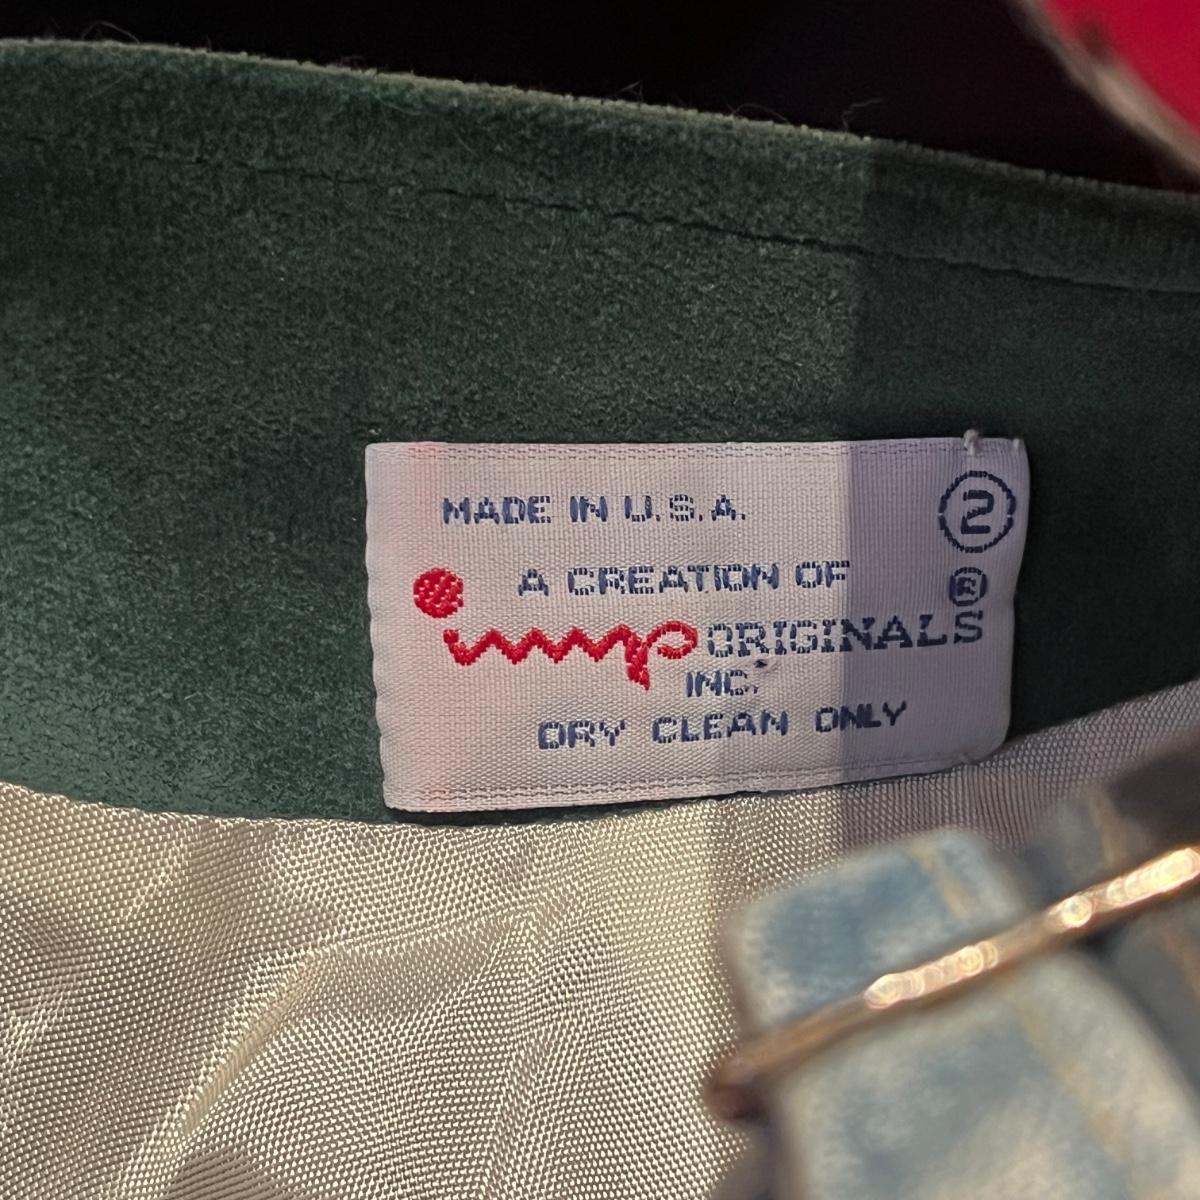 MADE IN U.S.A.
2
A CREATION OF
imp ORIGINALS ®
INC.
DRY CLEAN ONLY